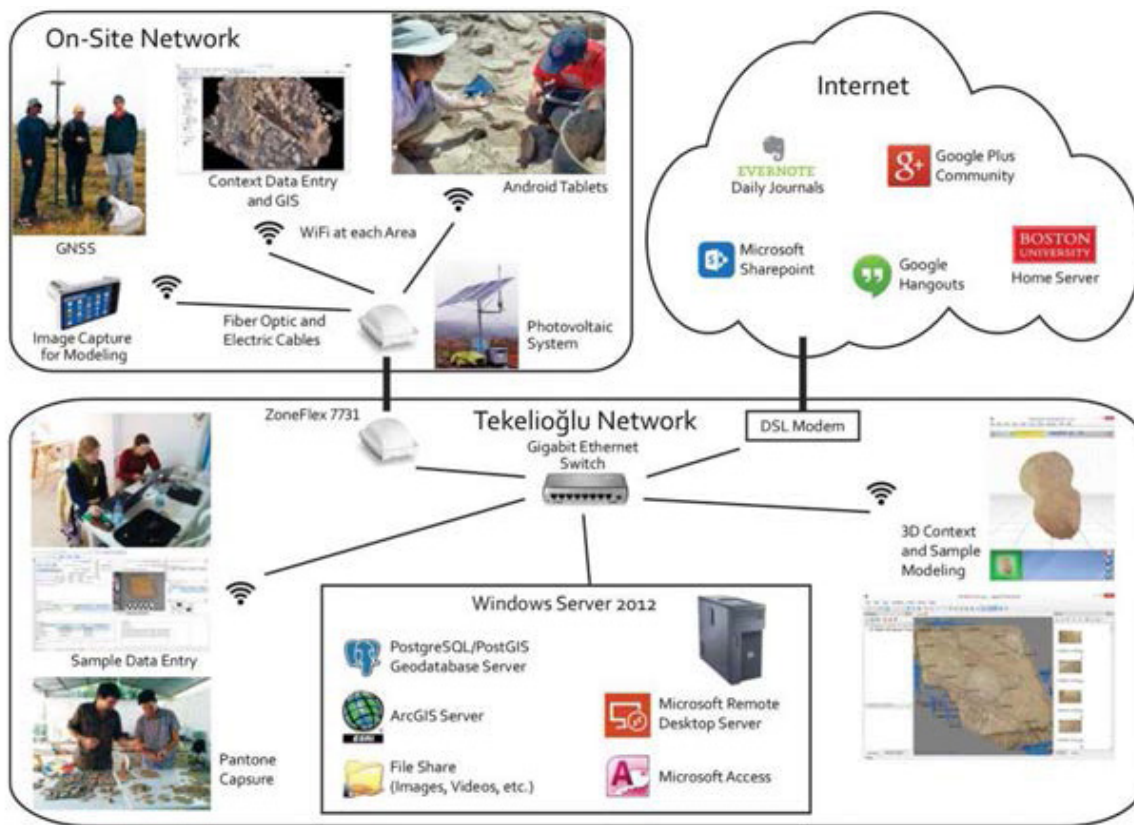 On-Site Network
Context Data Entry
and GIS
Android Tablets
GNSS
WiFi at each Area
Image Capture
for Modeling
Fiber Optic and
Electric Cables
Photovoltaic
System
Internet
EVERNOTE
Daily Journals
g+
Google Plus
Community
S
Microsoft
Sharepoint
Google
Hangouts
BOSTON
UNIVERSITY
Home Server
ZoneFlex 7731
Tekelioğlu Network
Gigabit Ethernet
Switch
DSL Modem
3D Context
and Sample
Modeling
Sample Data Entry
Pantone
Capsure
Windows Server 2012
PostgreSQL/PostGIS
Geodatabase Server
ArcGIS Server
esri
File Share
(Images, Videos, etc.)
Microsoft Remote
Desktop Server
A
Microsoft Access